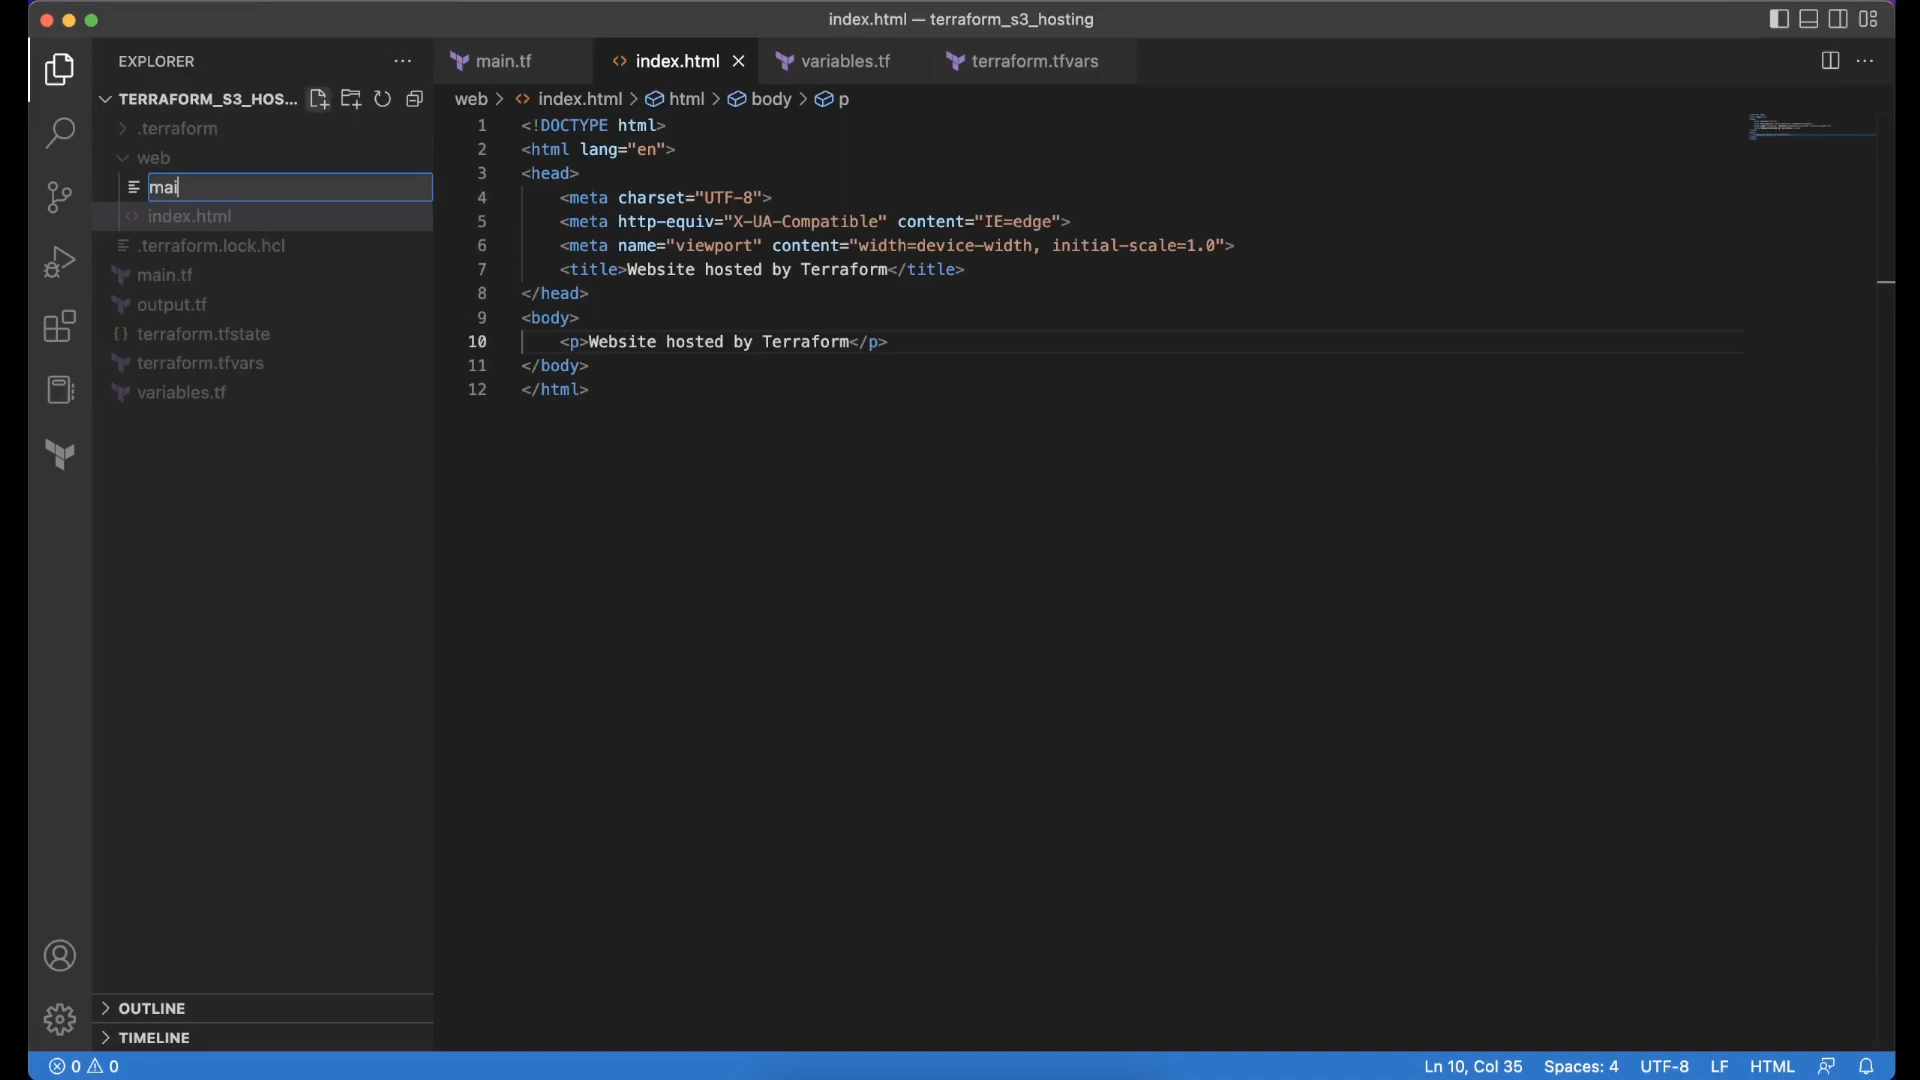 index.html — terraform_s3_hosting
EXPLORER
TERRAFORM_S3_HOS...
.terraform
web
mai
index.html
.terraform.lock.hcl
main.tf
output.tf
terraform.tfstate
terraform.tfvars
variables.tf
OUTLINE
TIMELINE
main.tf
index.html
variables.tf
terraform.tfvars
web > index.html > html > body > p
1 <!DOCTYPE html>
2 <html lang="en">
3 <head>
4 <meta charset="UTF-8">
5 <meta http-equiv="X-UA-Compatible" content="IE=edge">
6 <meta name="viewport" content="width=device-width, initial-scale=1.0">
7 <title>Website hosted by Terraform</title>
8 </head>
9 <body>
10 <p>Website hosted by Terraform</p>
11 </body>
12 </html>
0 0
Ln 10, Col 35 Spaces: 4 UTF-8 LF HTML